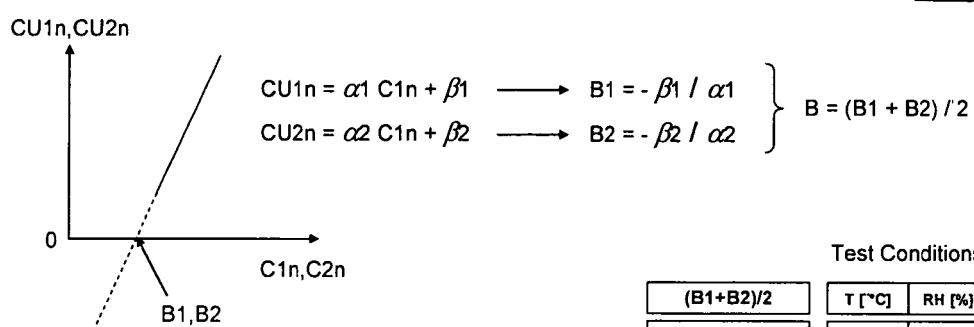 CU1n,CU2n
CU1n = α1 C1n + β1 → B1 = - β1 / α1
CU2n = α2 C1n + β2 → B2 = - β2 / α2
B = (B1 + B2) / 2
0
C1n,C2n
B1,B2
Test Conditions
(B1+B2)/2 T [°C] RH [%]